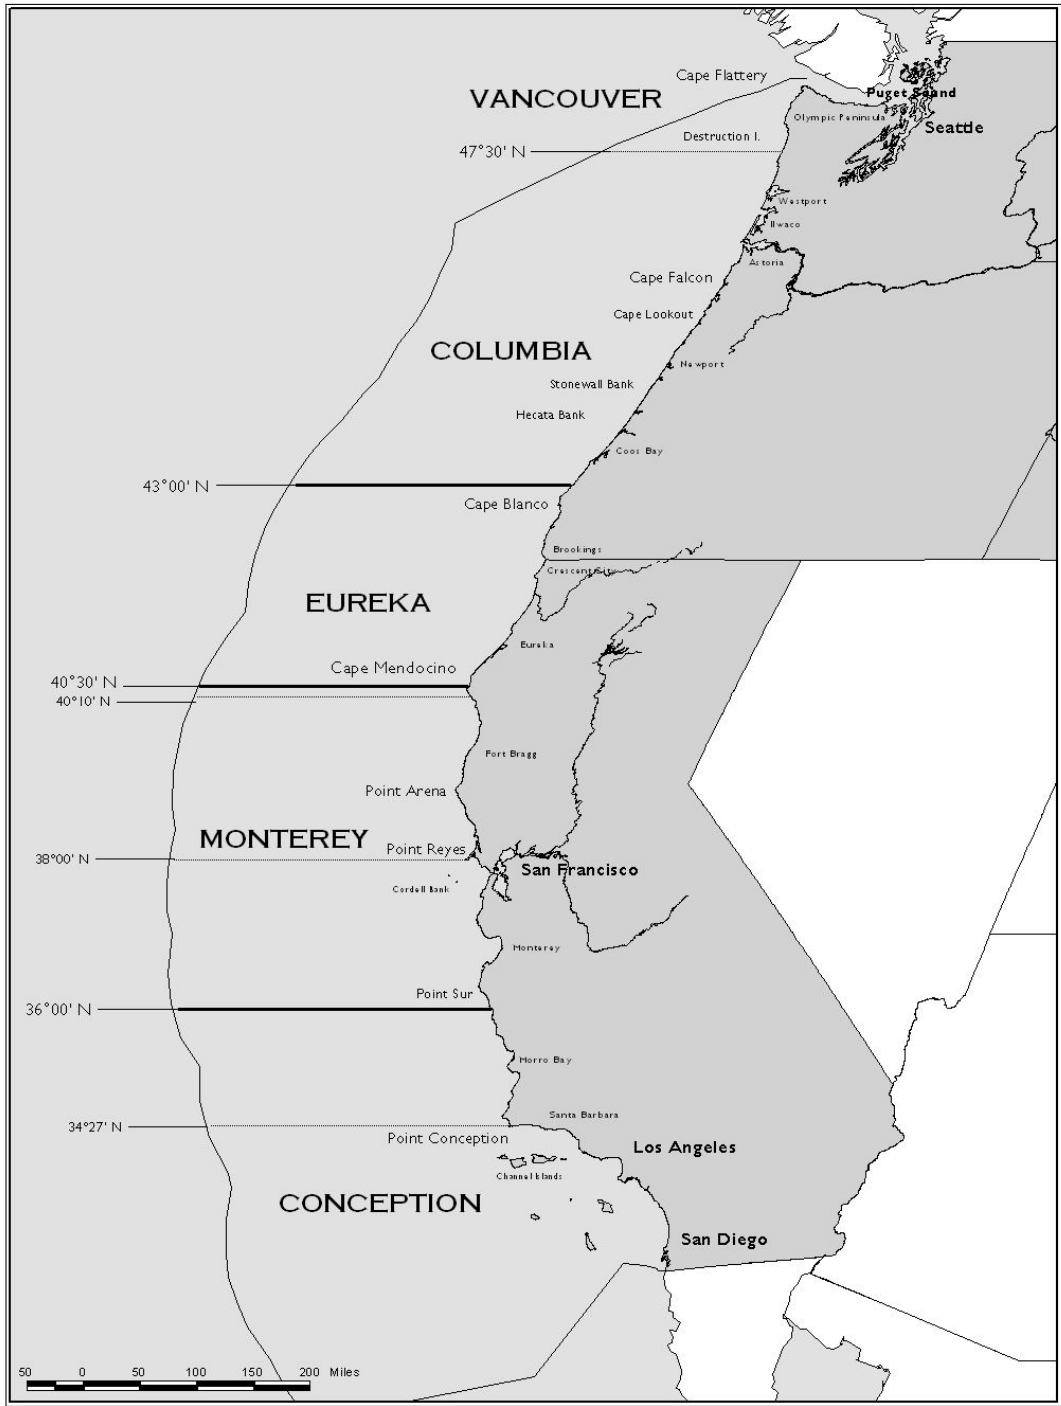 Cape Flattery
VANCOUVER
Puget Sound
Olympic Peninsula
Seattle
Destruction I.
47°30' N
Westport
Ilwaco
Astoria
Cape Falcon
Cape Lookout
COLUMBIA
Newport
Stonewall Bank
Hecata Bank
Coos Bay
43°00' N
Cape Blanco
Brookings
Crescent City
EUREKA
Eureka
Cape Mendocino
40°30' N
40°10' N
Fort Bragg
Point Arena
MONTEREY
Point Reyes
38°00' N
San Francisco
Cordell Bank
Monterey
Point Sur
36°00' N
Morro Bay
Santa Barbara
34°27' N
Point Conception
Los Angeles
Channel Islands
CONCEPTION
San Diego
50 0 50 100 150 200 Miles